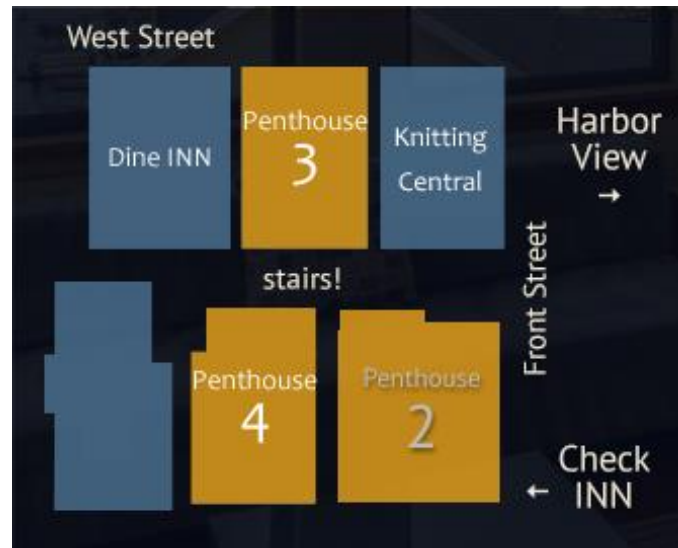 West Street
Dine INN
Penthouse
3
Knitting
Central
Harbor
View
→
stairs!
Front Street
Penthouse
4
Penthouse
2
Check
← INN